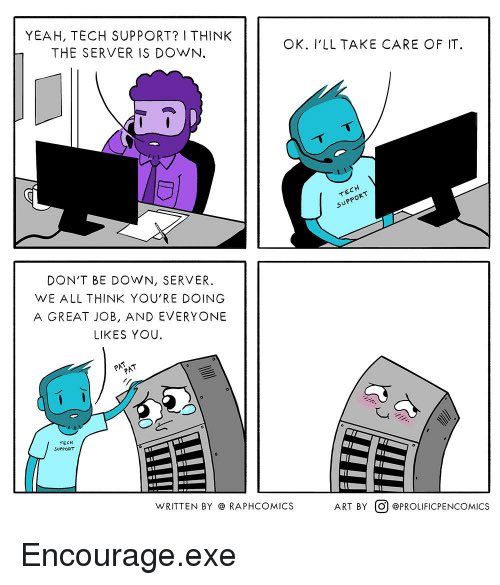 YEAH, TECH SUPPORT? I THINK
THE SERVER IS DOWN.
OK. I'LL TAKE CARE OF IT.
TECH
SUPPORT
DON'T BE DOWN, SERVER.
WE ALL THINK YOU'RE DOING
A GREAT JOB, AND EVERYONE
LIKES YOU.
PAT
PAT
TECH
SUPPORT
WRITTEN BY @ RAPHCOMICS
ART BY @PROLIFICPENCOMICS
Encourage.exe